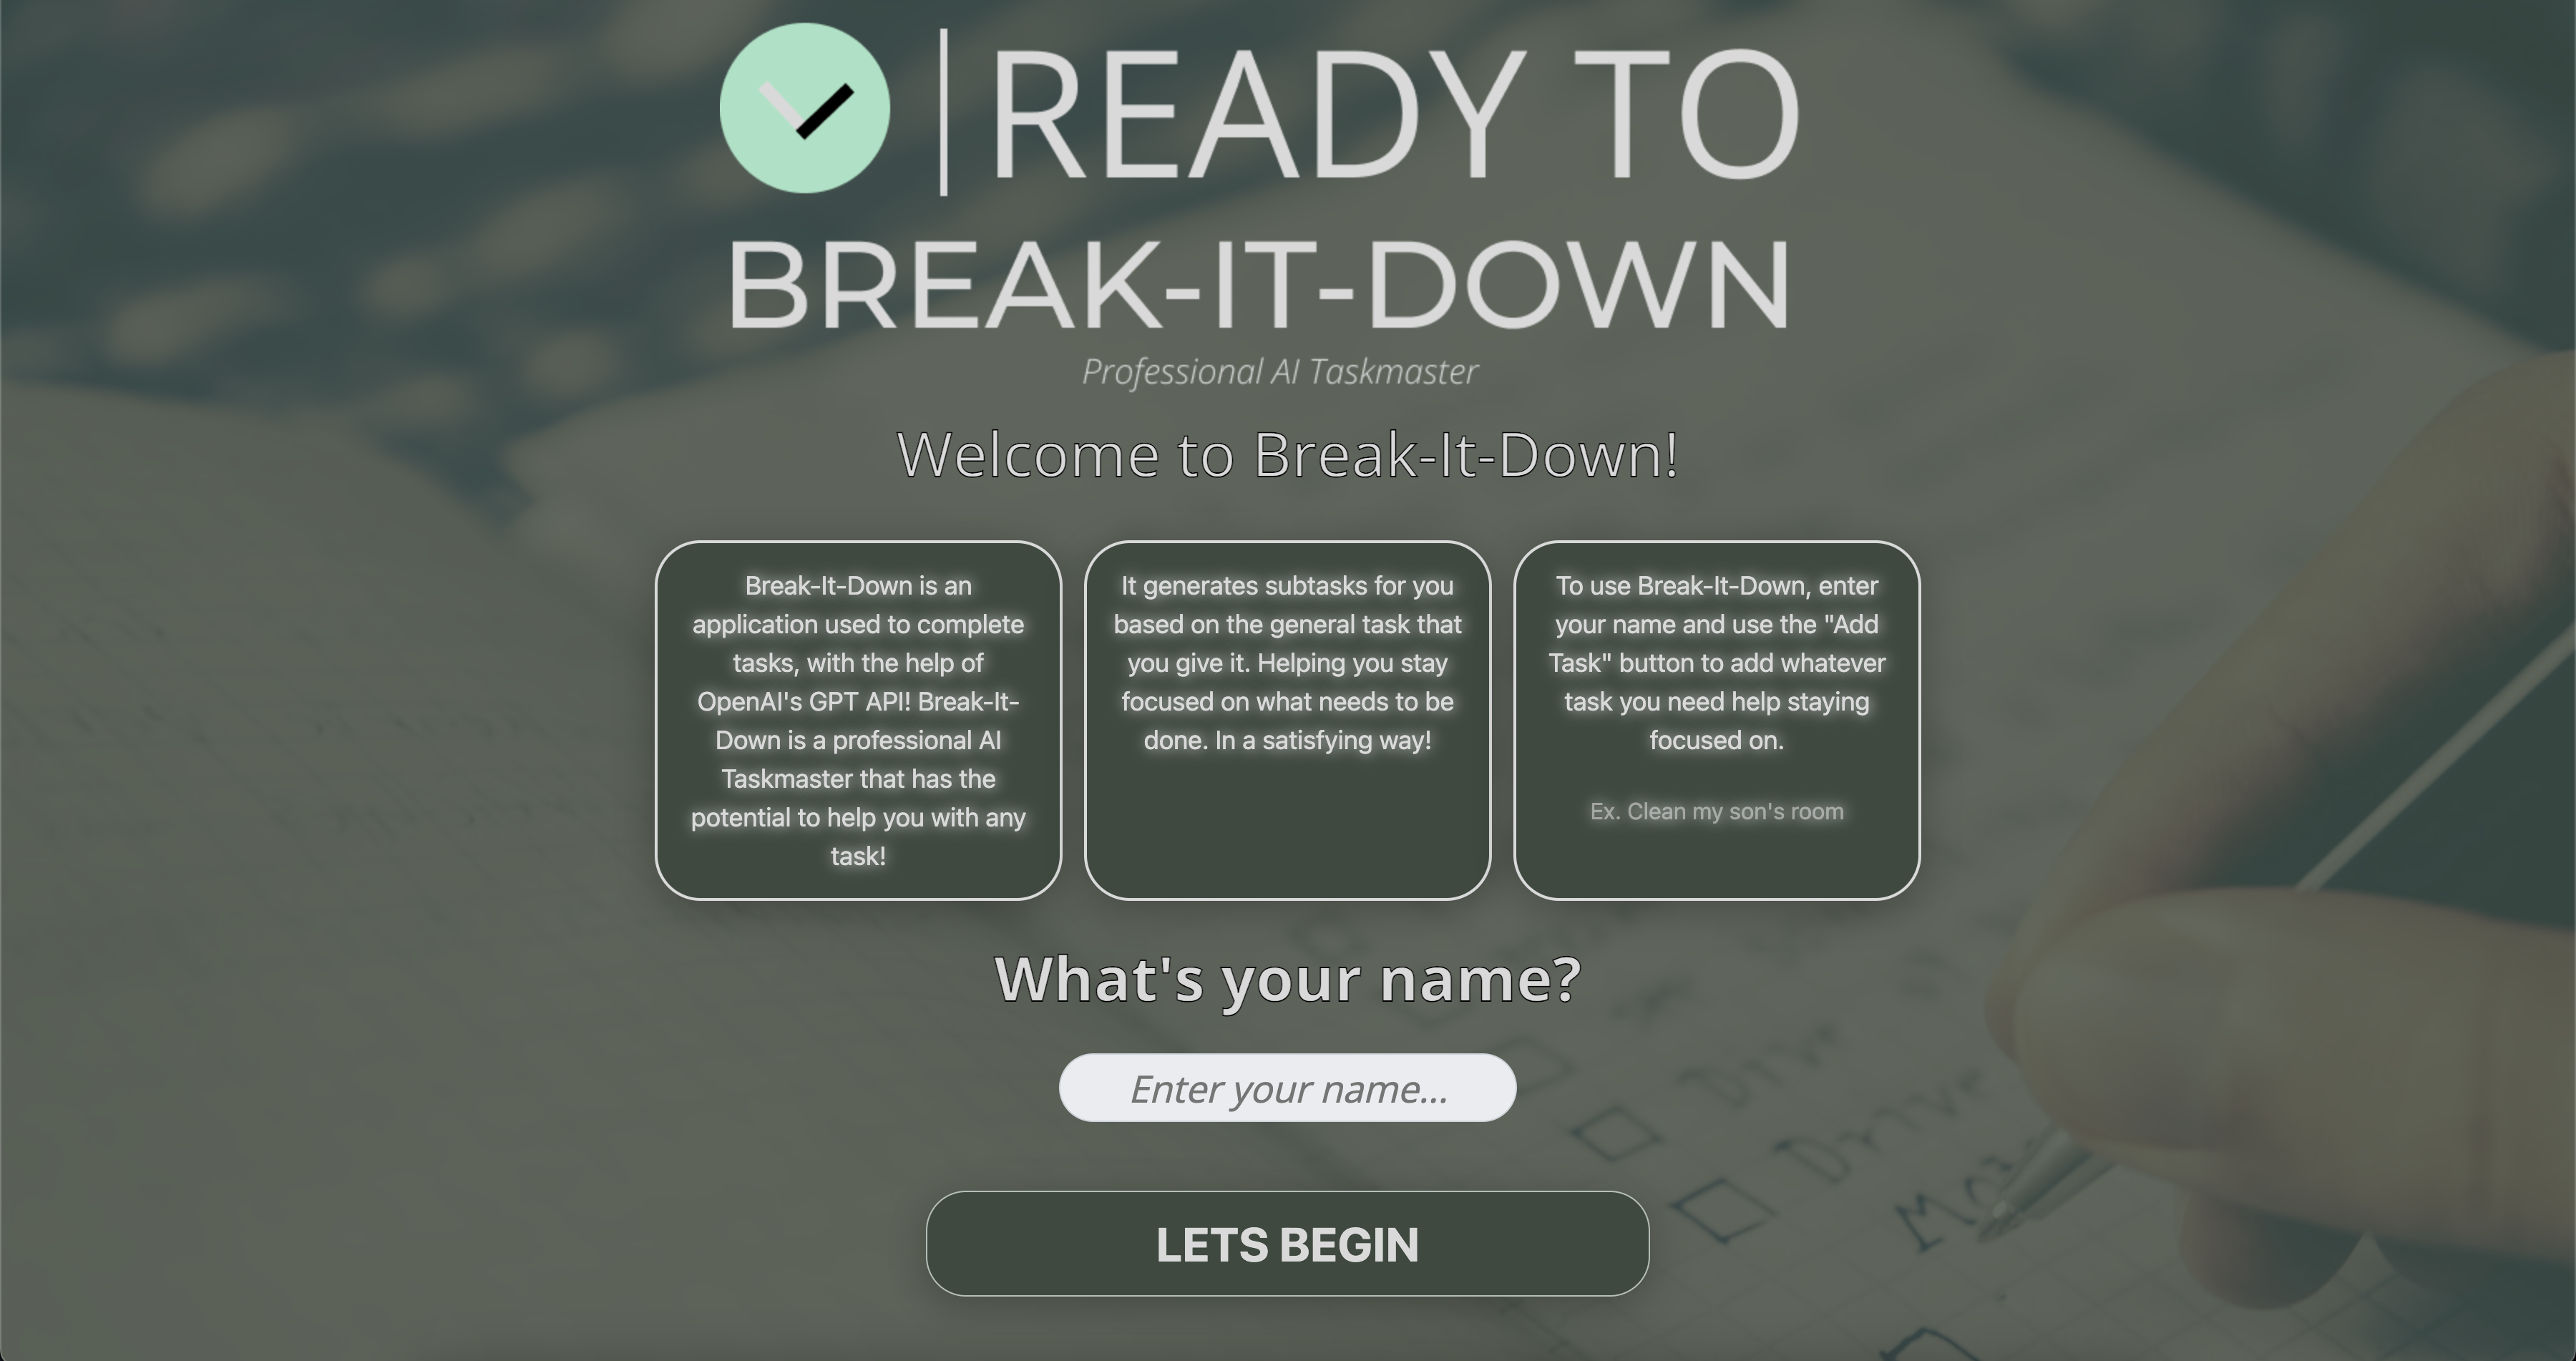 READY TO
BREAK-IT-DOWN
Professional AI Taskmaster
Welcome to Break-It-Down!
Break-It-Down is an
application used to complete
tasks, with the help of
OpenAI's GPT API! Break-It-
Down is a professional AI
Taskmaster that has the
potential to help you with any
task!
It generates subtasks for you
based on the general task that
you give it. Helping you stay
focused on what needs to be
done. In a satisfying way!
To use Break-It-Down, enter
your name and use the "Add
Task" button to add whatever
task you need help staying
focused on.
Ex. Clean my son's room
What's your name?
Enter your name...
LETS BEGIN
Drive
Drive